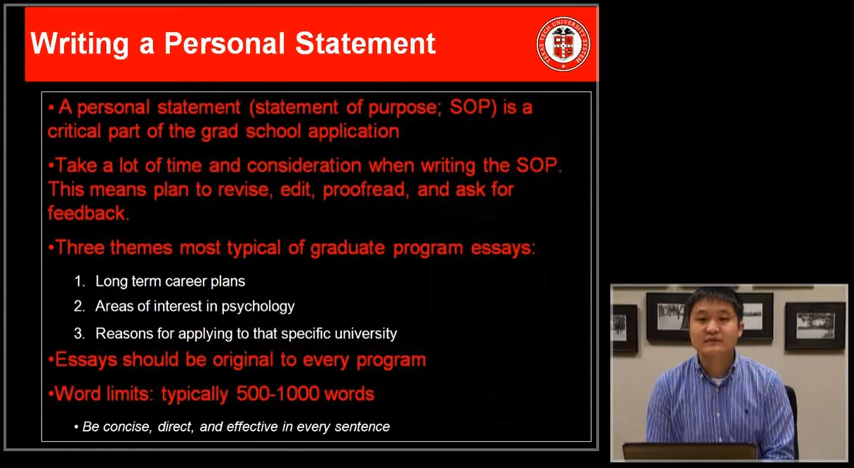 Writing a Personal Statement
TEXAS TECH UNIVERSITY SYSTEM
• A personal statement (statement of purpose; SOP) is a
critical part of the grad school application
•Take a lot of time and consideration when writing the SOP.
This means plan to revise, edit, proofread, and ask for
feedback.
•Three themes most typical of graduate program essays:
1. Long term career plans
2. Areas of interest in psychology
3. Reasons for applying to that specific university
•Essays should be original to every program
•Word limits: typically 500-1000 words
• Be concise, direct, and effective in every sentence